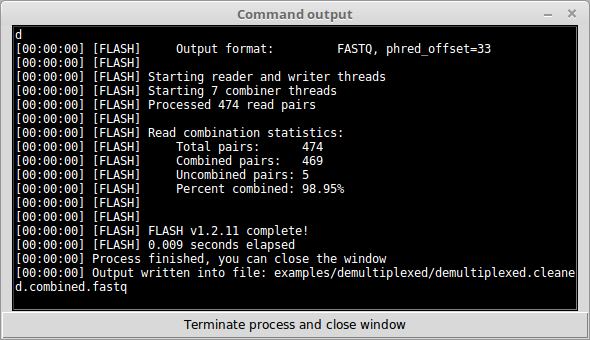 Command output
d
[00:00:00] [FLASH]     Output format:         FASTQ, phred_offset=33
[00:00:00] [FLASH]
[00:00:00] [FLASH] Starting reader and writer threads
[00:00:00] [FLASH] Starting 7 combiner threads
[00:00:00] [FLASH] Processed 474 read pairs
[00:00:00] [FLASH]
[00:00:00] [FLASH] Read combination statistics:
[00:00:00] [FLASH]     Total pairs:      474
[00:00:00] [FLASH]     Combined pairs:   469
[00:00:00] [FLASH]     Uncombined pairs: 5
[00:00:00] [FLASH]     Percent combined: 98.95%
[00:00:00] [FLASH]
[00:00:00] [FLASH]
[00:00:00] [FLASH] FLASH v1.2.11 complete!
[00:00:00] [FLASH] 0.009 seconds elapsed
[00:00:00] Process finished, you can close the window
[00:00:00] Output written into file: examples/demultiplexed/demultiplexed.cleane
d.combined.fastq
Terminate process and close window